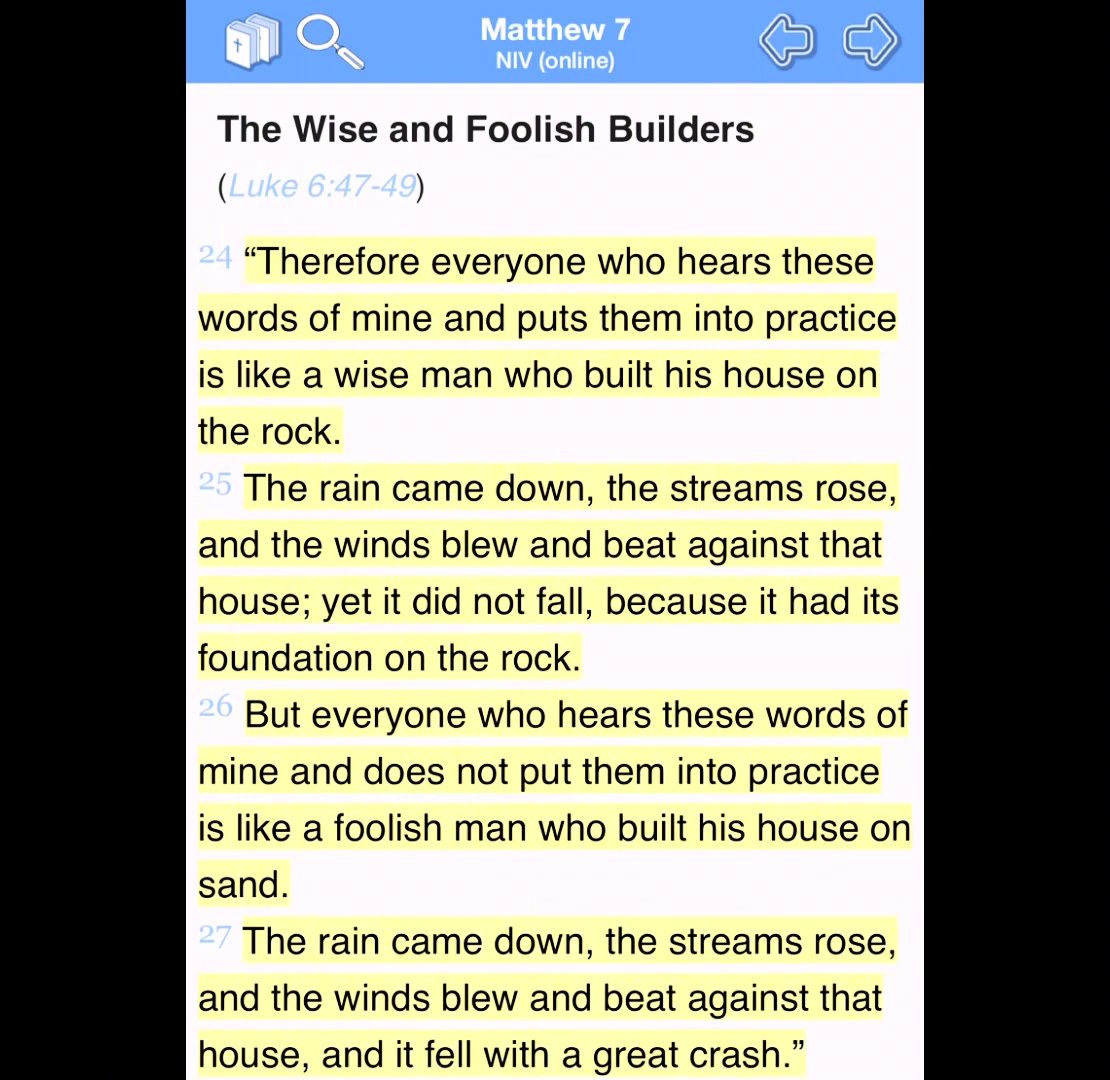 Matthew 7
NIV (online)
The Wise and Foolish Builders
(Luke 6:47-49)
24 “Therefore everyone who hears these
words of mine and puts them into practice
is like a wise man who built his house on
the rock.
25 The rain came down, the streams rose,
and the winds blew and beat against that
house; yet it did not fall, because it had its
foundation on the rock.
26 But everyone who hears these words of
mine and does not put them into practice
is like a foolish man who built his house on
sand.
27 The rain came down, the streams rose,
and the winds blew and beat against that
house, and it fell with a great crash.”